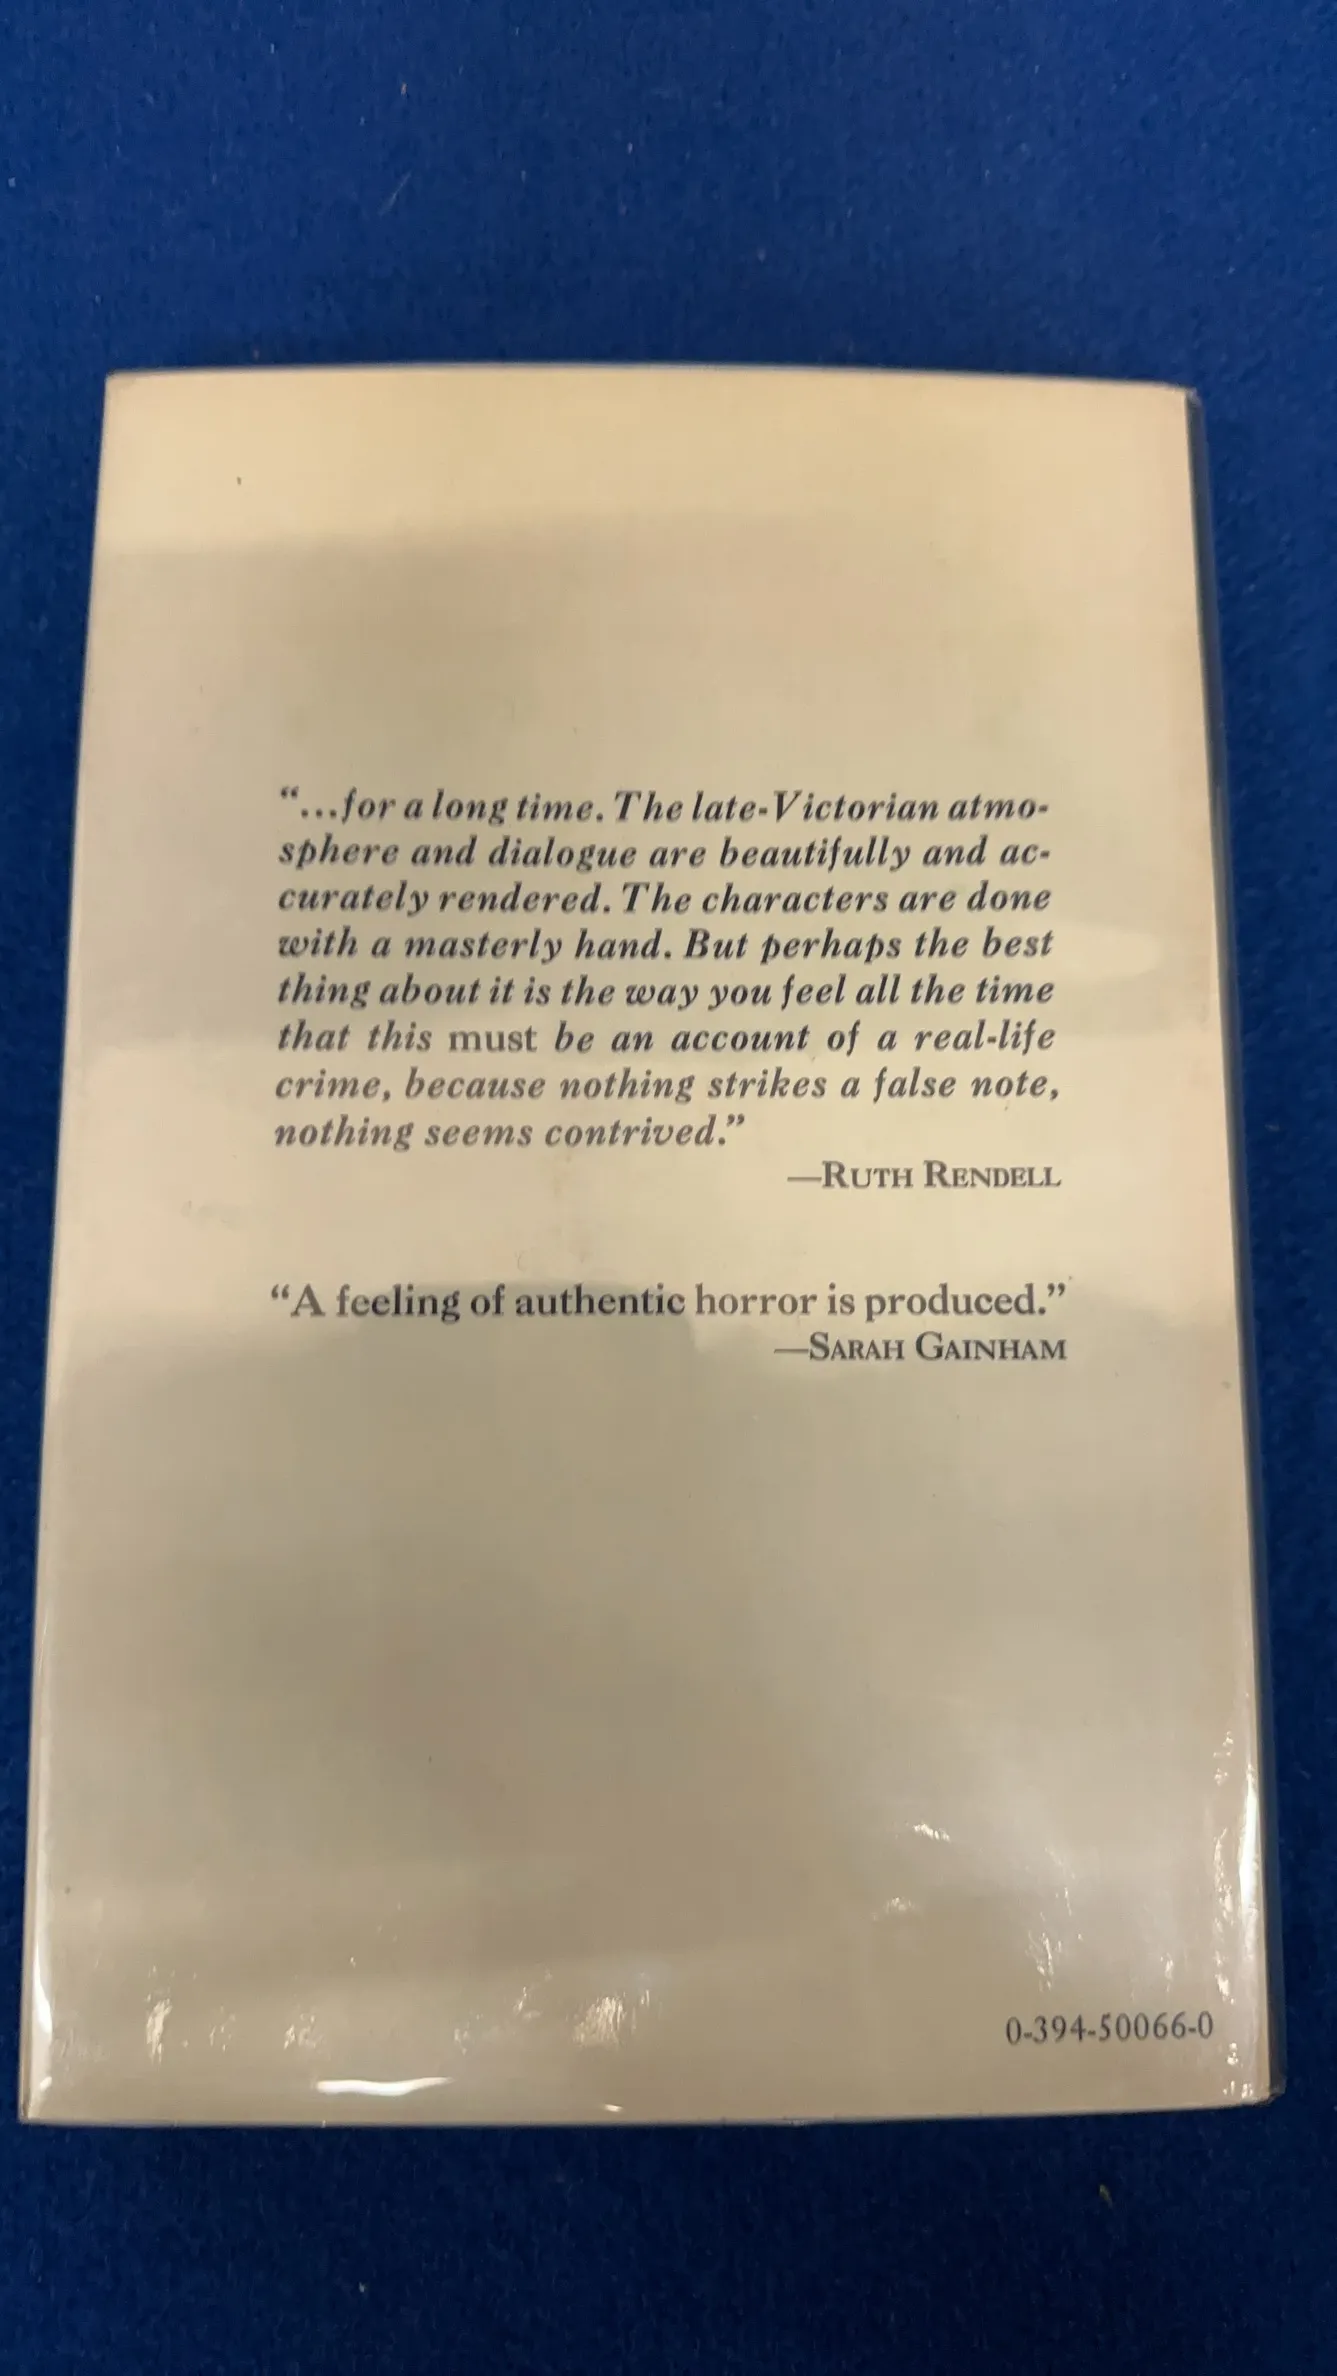 “...for a long time. The late-Victorian atmo-
sphere and dialogue are beautifully and ac-
curately rendered. The characters are done
with a masterly hand. But perhaps the best
thing about it is the way you feel all the time
that this must be an account of a real-life
crime, because nothing strikes a false note,
nothing seems contrived.”
—RUTH RENDELL
“A feeling of authentic horror is produced.”
—SARAH GAINHAM
0-394-50066-0